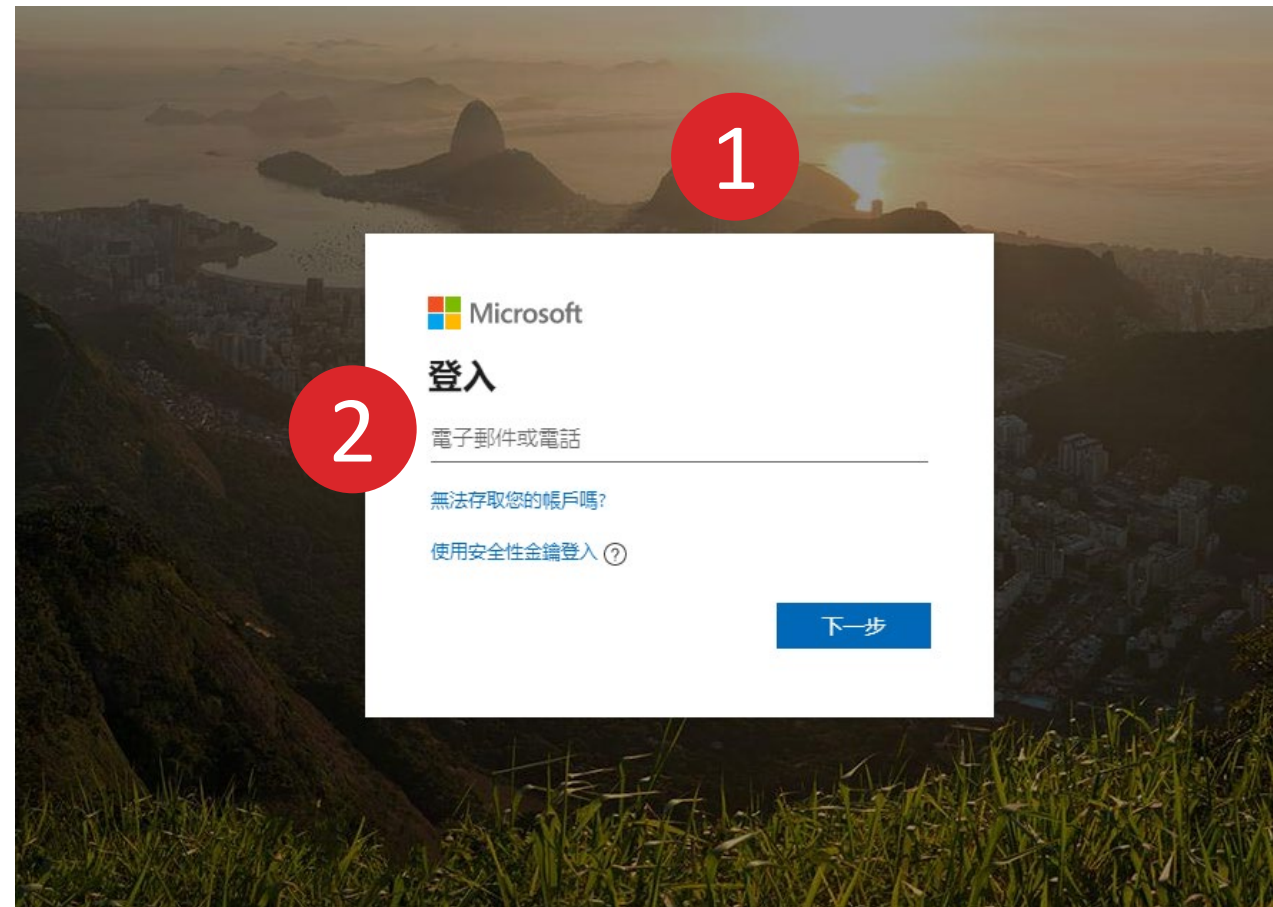 1
Microsoft
登入
2
電子郵件或電話
無法存取您的帳戶嗎?
使用安全性金鑰登入 ?
下一步